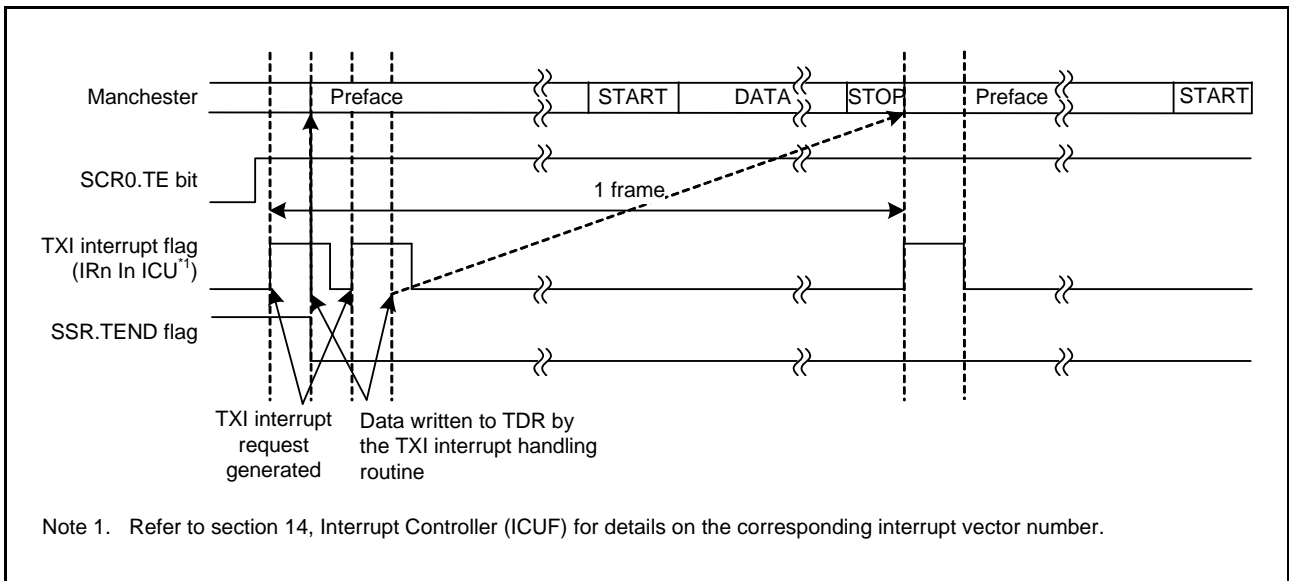 Manchester
Preface
START
DATA
STOP
Preface
START
SCR0.TE bit
1 frame
TXI interrupt flag
(IRn In ICU*1)
SSR.TEND flag
TXI interrupt
request
generated
Data written to TDR by
the TXI interrupt handling
routine
Note 1. Refer to section 14, Interrupt Controller (ICUF) for details on the corresponding interrupt vector number.